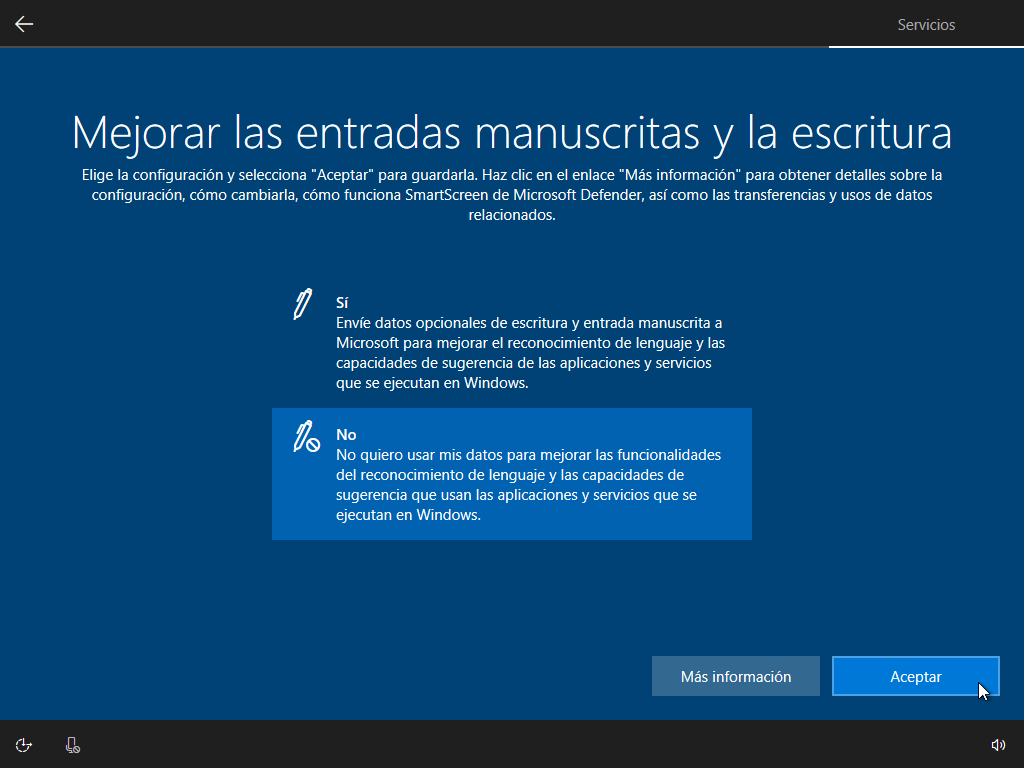 Servicios
Mejorar las entradas manuscritas y la escritura
Elige la configuración y selecciona "Aceptar" para guardarla. Haz clic en el enlace "Más información" para obtener detalles sobre la
configuración, cómo cambiarla, cómo funciona SmartScreen de Microsoft Defender, así como las transferencias y usos de datos
relacionados.
Sí
Envíe datos opcionales de escritura y entrada manuscrita a
Microsoft para mejorar el reconocimiento de lenguaje y las
capacidades de sugerencia de las aplicaciones y servicios
que se ejecutan en Windows.
No
No quiero usar mis datos para mejorar las funcionalidades
del reconocimiento de lenguaje y las capacidades de
sugerencia que usan las aplicaciones y servicios que se
ejecutan en Windows.
Más información
Aceptar